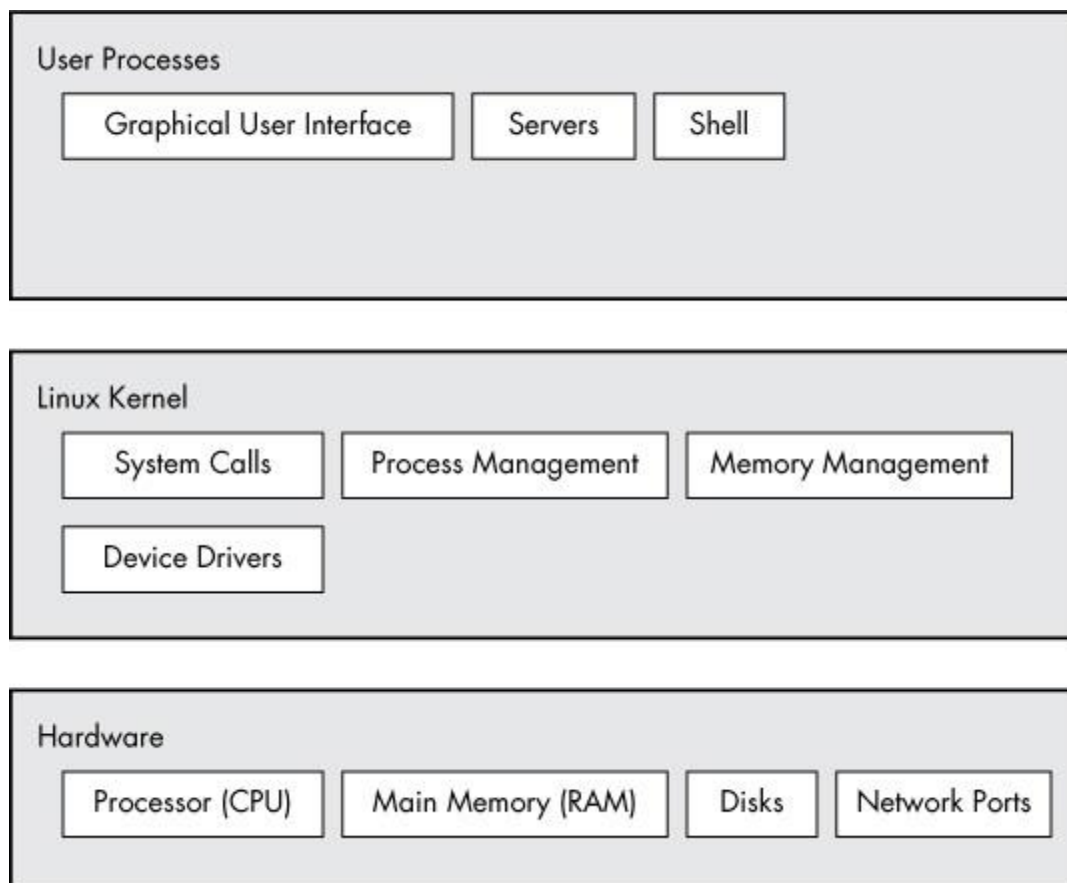 User Processes
Graphical User Interface
Servers
Shell
Linux Kernel
System Calls
Process Management
Memory Management
Device Drivers
Hardware
Processor (CPU)
Main Memory (RAM)
Disks
Network Ports